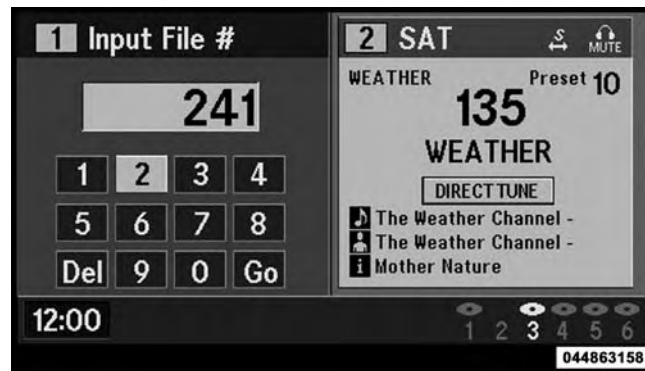 1 Input File #
241
1 2 3 4
5 6 7 8
Del 9 0 Go
2 SAT S MUTE
WEATHER Preset 10
135
WEATHER
DIRECT TUNE
The Weather Channel -
The Weather Channel -
i Mother Nature
12:00
1 2 3 4 5 6
044863158